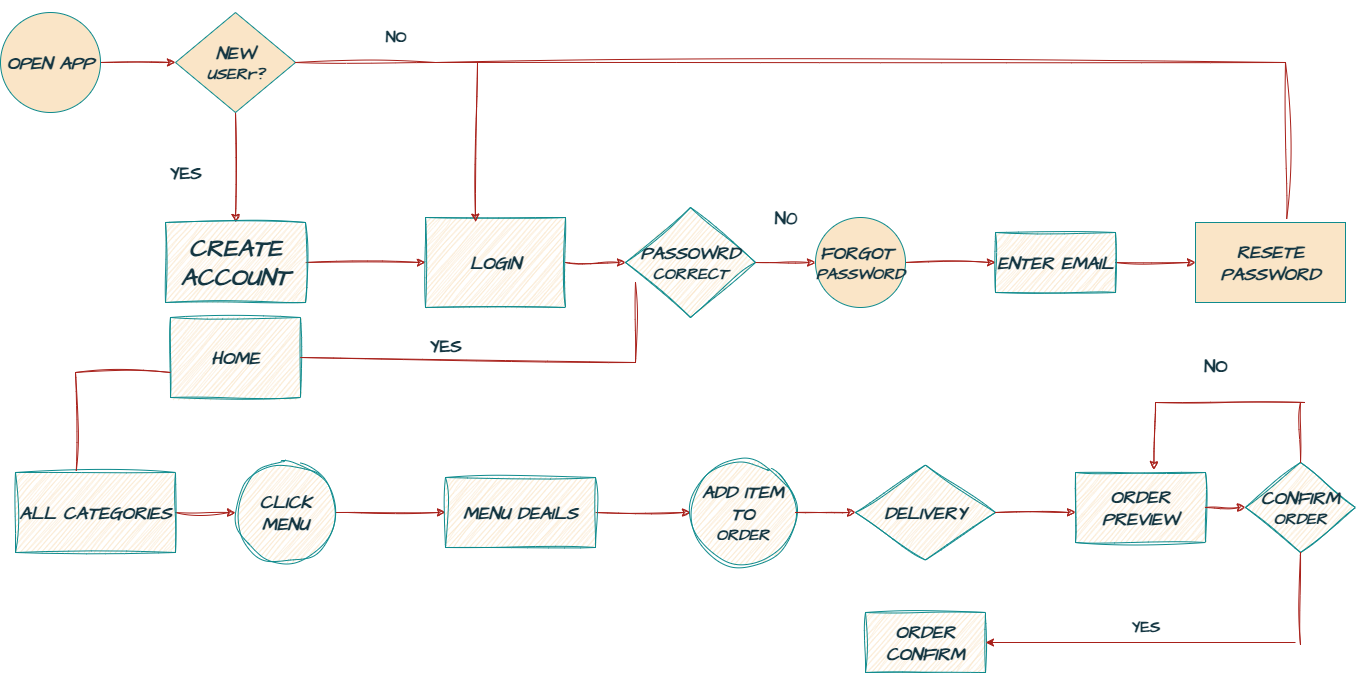 NO
OPEN APP
NEW
USERr?
YES
CREATE
ACCOUNT
LOGIN
PASSOWRD
CORRECT
NO
FORGOT
PASSWORD
ENTER EMAIL
RESETE
PASSWORD
HOME
YES
NO
ALL CATEGORIES
CLICK
MENU
MENU DEAILS
ADD ITEM
TO
ORDER
DELIVERY
ORDER
PREVIEW
CONFIRM
ORDER
ORDER
CONFIRM
YES